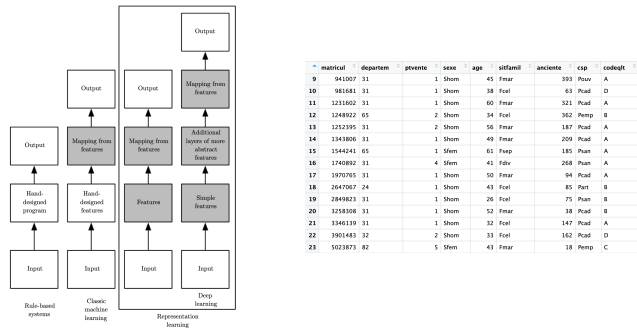 Output
Output
Output
Mapping from
features
Output
Mapping from
features
Mapping from
features
Additional
layers of more
abstract
features
Hand-
designed
program
Hand-
designed
features
Features
Simple
features
Input
Input
Input
Input
Rule-based
systems
Classic
machine
learning
Deep
learning
Representation
learning
matricul departem ptvente sexe age sitfamil anciente csp codeqlt
9 941007 31 1 Shom 45 Fmar 393 Pouv A
10 981681 31 1 Shom 38 Fcel 63 Pcad D
11 1231602 31 1 Shom 60 Fmar 321 Pcad A
12 1248922 65 2 Shom 34 Fcel 362 Pemp B
13 1252395 31 2 Shom 56 Fmar 187 Pcad A
14 1343806 31 1 Shom 49 Fmar 209 Pcad A
15 1544241 65 1 Sfem 61 Fsep 185 Psan A
16 1740892 31 4 Sfem 41 Fdiv 268 Psan A
17 1970765 31 1 Shom 50 Fmar 94 Pcad A
18 2647067 24 1 Shom 43 Fcel 85 Part B
19 2849823 31 1 Shom 26 Fcel 75 Psan B
20 3258308 31 1 Shom 52 Fmar 38 Pcad B
21 3346139 31 1 Shom 32 Fcel 147 Pcad A
22 3901483 32 2 Shom 33 Fcel 162 Pcad D
23 5023873 82 5 Sfem 43 Fmar 18 Pemp C